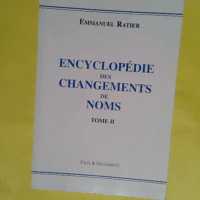 EMMANUEL RATIER
ENCYCLOPÉDIE
DES
CHANGEMENTS
DE
NOMS
TOME II
Faits & Documents